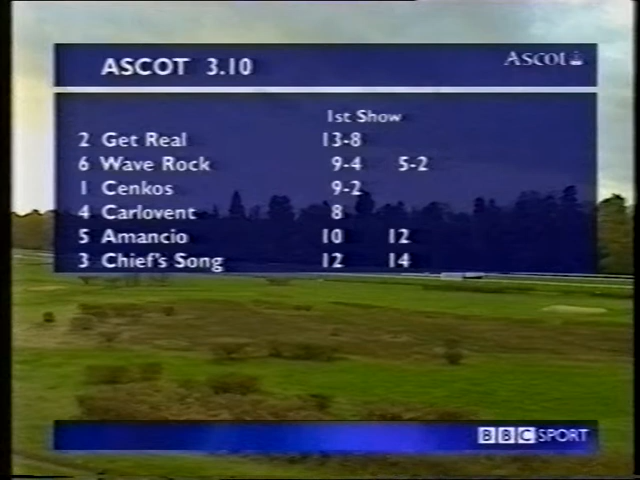 ASCOT 3.10 Ascot
1st Show
2 Get Real 13-8
6 Wave Rock 9-4 5-2
1 Cenkos 9-2
4 Carlovent 8
5 Amancio 10 12
3 Chief's Song 12 14
BBC SPORT